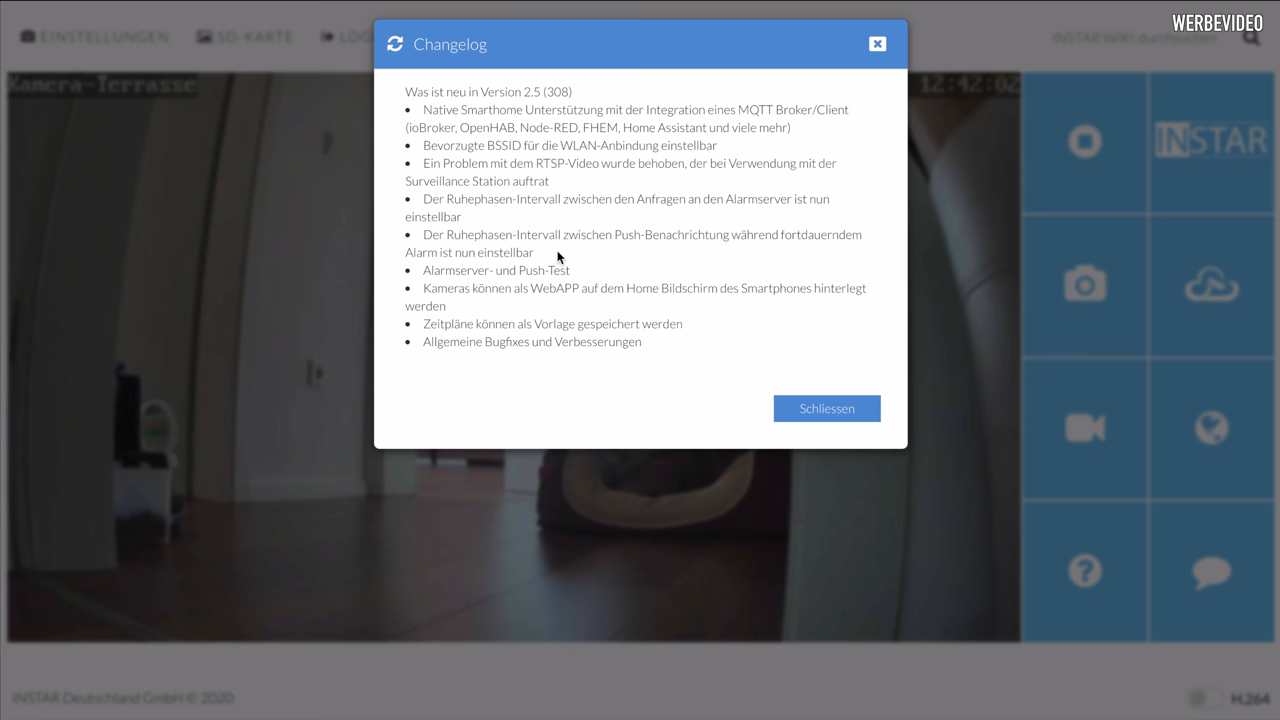 WERBEVIDEO
EINSTELLUNGEN
SD-KARTE
INSTAR WIKI durchsuchen
Changelog
Kamera-Terrasse
12:42:02
INSTAR
Was ist neu in Version 2.5 (308)
• Native Smarthome Unterstützung mit der Integration eines MQTT Broker/Client
(ioBroker, OpenHAB, Node-RED, FHEM, Home Assistant und viele mehr)
• Bevorzugte BSSID für die WLAN-Anbindung einstellbar
• Ein Problem mit dem RTSP-Video wurde behoben, der bei Verwendung mit der
Surveillance Station auftrat
• Der Ruhephasen-Intervall zwischen den Anfragen an den Alarmserver ist nun
einstellbar
• Der Ruhephasen-Intervall zwischen Push-Benachrichtung während fortdauerndem
Alarm ist nun einstellbar
• Alarmserver- und Push-Test
• Kameras können als WebAPP auf dem Home Bildschirm des Smartphones hinterlegt
werden
• Zeitpläne können als Vorlage gespeichert werden
• Allgemeine Bugfixes und Verbesserungen
Schliessen
INSTAR Deutschland GmbH © 2020
H.264